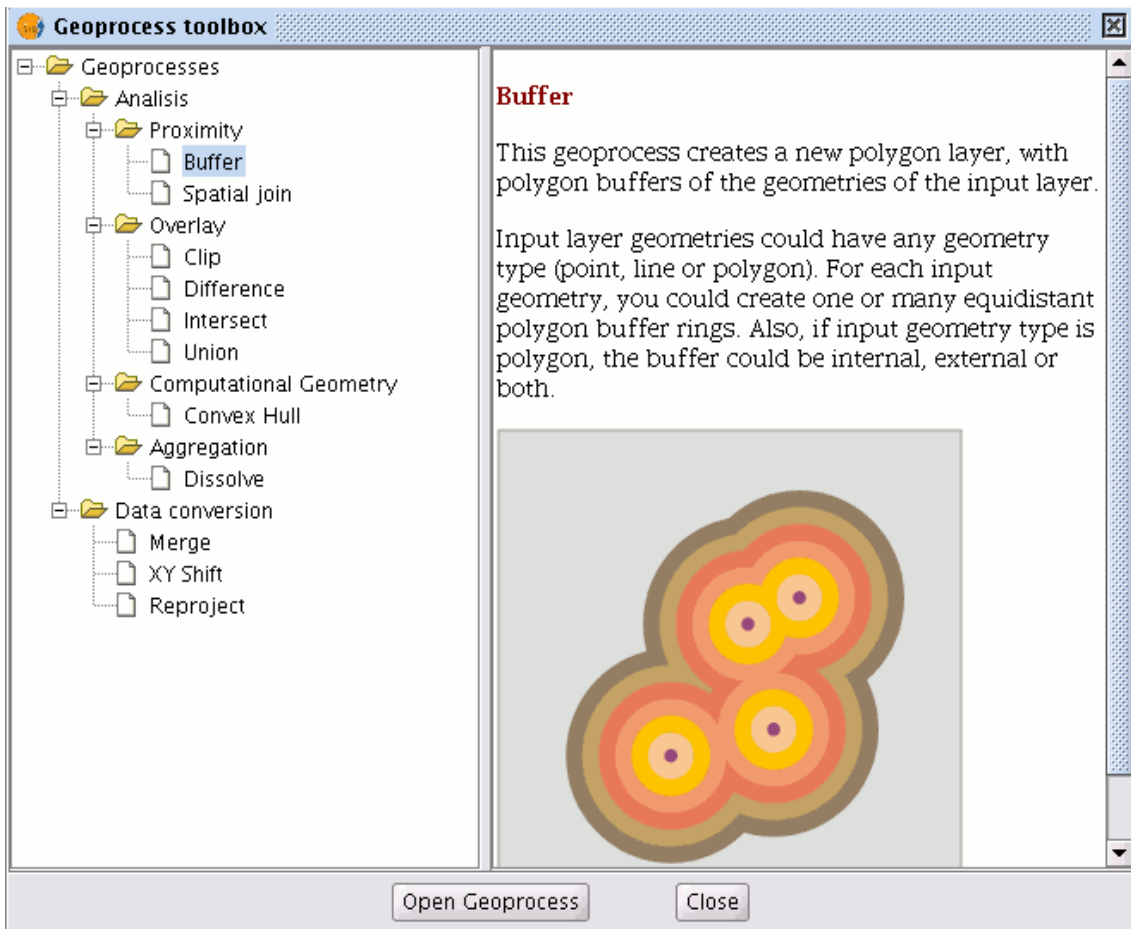 Geoprocess toolbox
Geoprocesses
Analisis
Proximity
Buffer
Spatial join
Overlay
Clip
Difference
Intersect
Union
Computational Geometry
Convex Hull
Aggregation
Dissolve
Data conversion
Merge
XY Shift
Reproject
Buffer
This geoprocess creates a new polygon layer, with
polygon buffers of the geometries of the input layer.
Input layer geometries could have any geometry
type (point, line or polygon). For each input
geometry, you could create one or many equidistant
polygon buffer rings. Also, if input geometry type is
polygon, the buffer could be internal, external or
both.
Open Geoprocess
Close